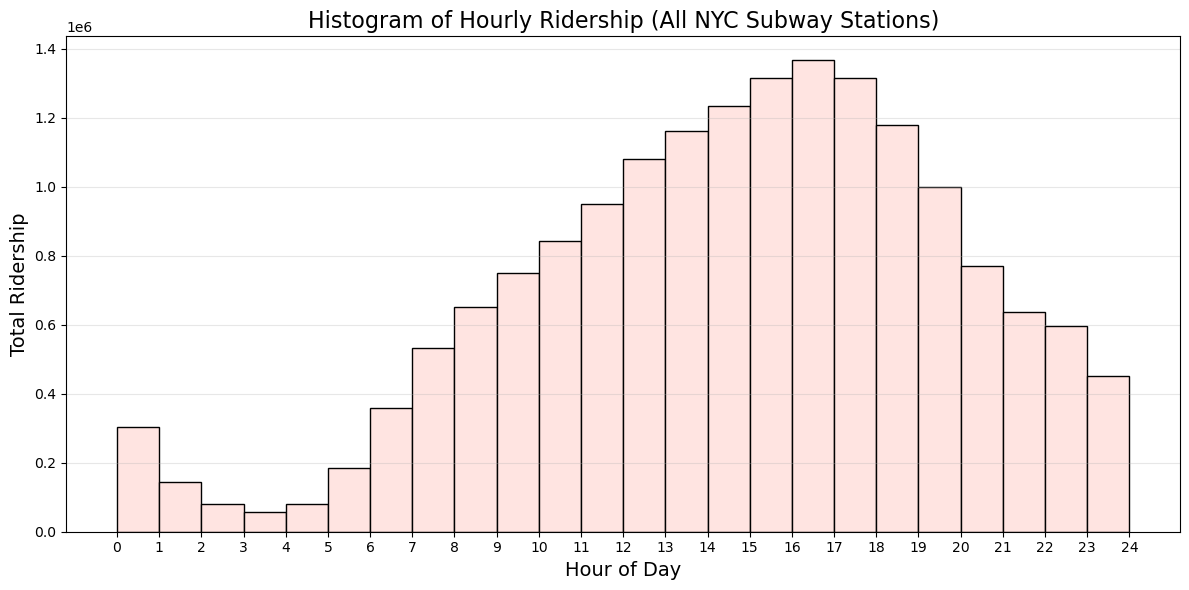 Histogram of Hourly Ridership (All NYC Subway Stations)
1e6
1.4
1.2
1.0
0.8
0.6
0.4
0.2
0.0
Total Ridership
0 1 2 3 4 5 6 7 8 9 10 11 12 13 14 15 16 17 18 19 20 21 22 23 24
Hour of Day